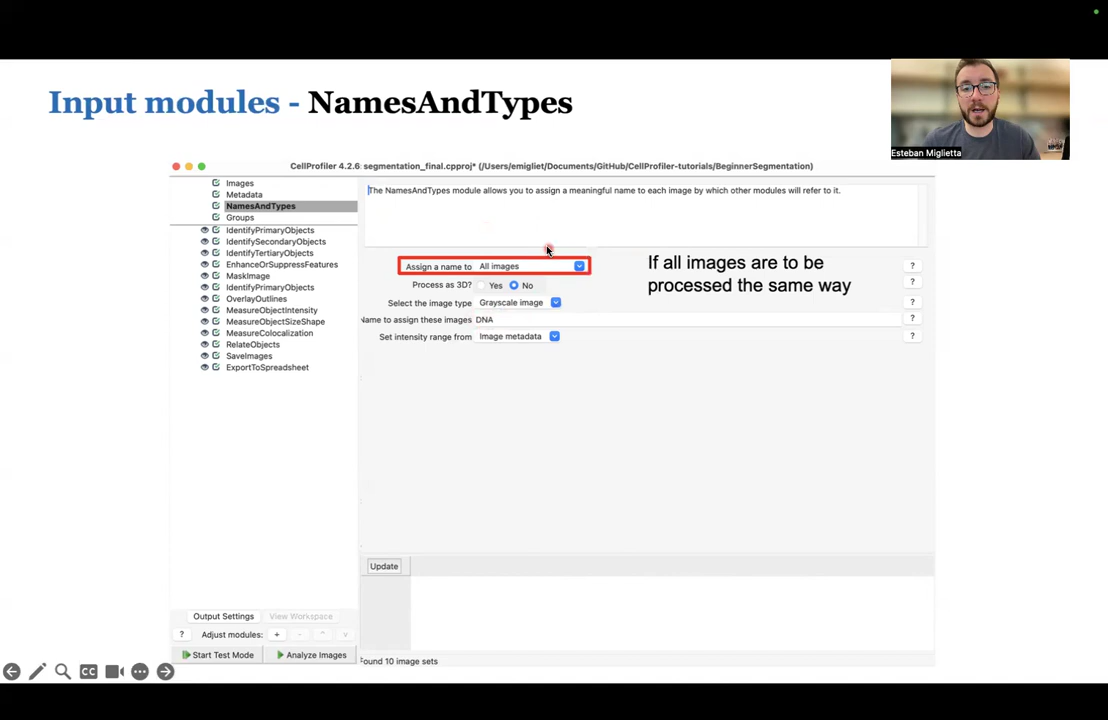 Input modules - NamesAndTypes
Esteban Miglietta
CellProfiler 4.2.6: segmentation_final.cpproj* (/Users/emigliet/Documents/GitHub/CellProfiler-tutorials/BeginnerSegmentation)
Images
Metadata
NamesAndTypes
Groups
IdentifyPrimaryObjects
IdentifySecondaryObjects
IdentifyTertiaryObjects
EnhanceOrSuppressFeatures
IdentifyPrimaryObjects
MaskImage
OverlayOutlines
MeasureObjectIntensity
MeasureObjectSizeShape
MeasureColocalization
RelateObjects
SaveImages
ExportToSpreadsheet
Output Settings View Workspace
? Adjust modules: + - ^ v
Start Test Mode Analyze Images
The NamesAndTypes module allows you to assign a meaningful name to each image by which other modules will refer to it.
Assign a name to All images ?
Process as 3D? Yes No ?
Select the image type Grayscale image ?
Name to assign these images DNA ?
Set intensity range from Image metadata ?
If all images are to be
processed the same way
Update
Found 10 image sets
CC